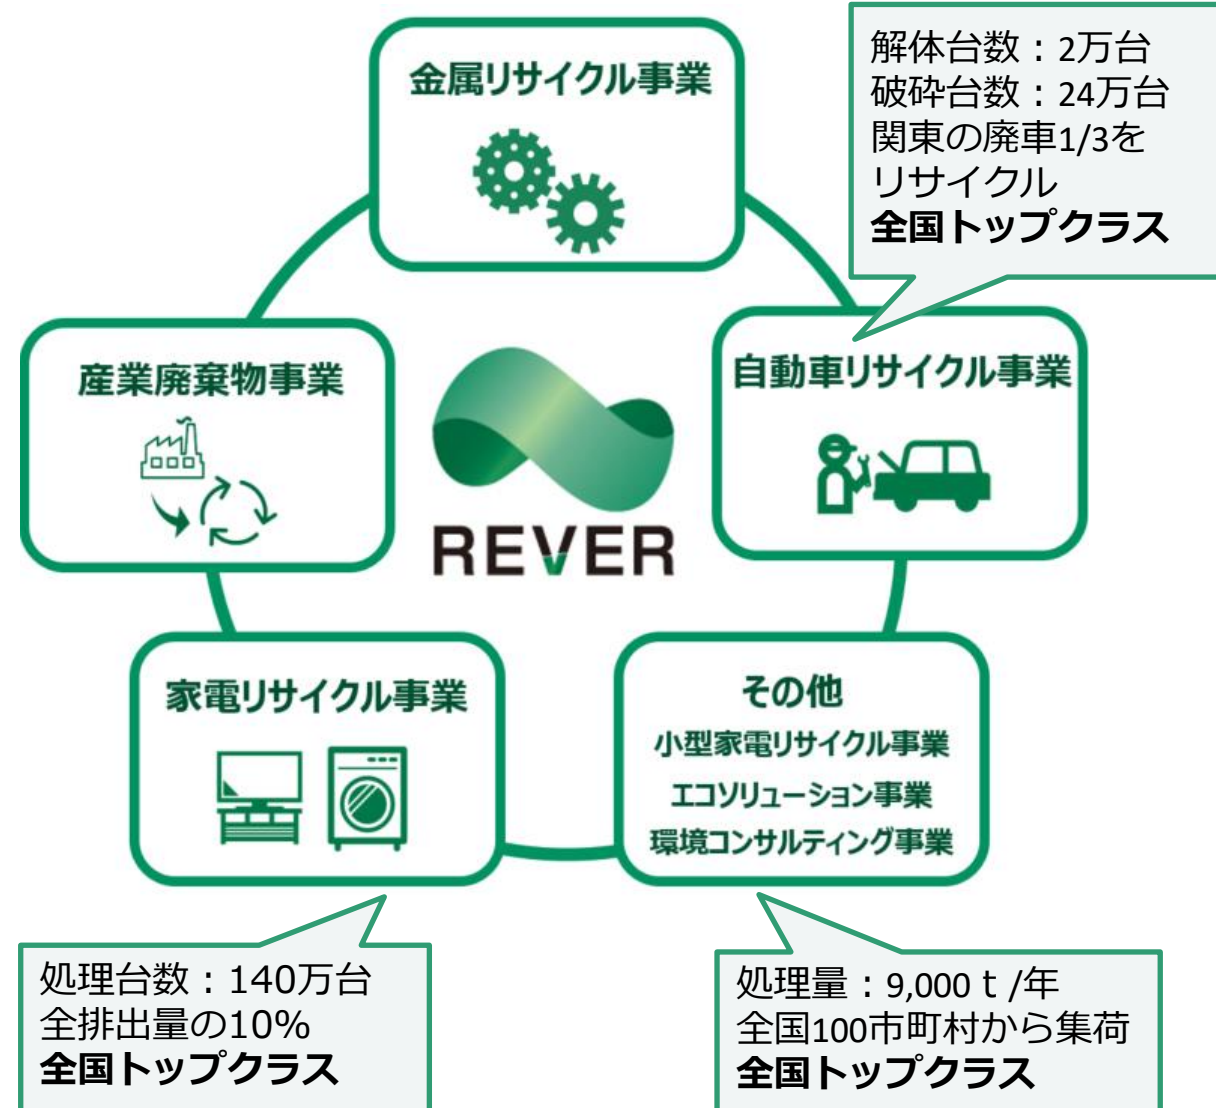 金属リサイクル事業
解体台数：2万台
破砕台数：24万台
関東の廃車1/3を
リサイクル
全国トップクラス
産業廃棄物事業
自動車リサイクル事業
REVER
家電リサイクル事業
その他
小型家電リサイクル事業
エコソリューション事業
環境コンサルティング事業
処理台数：140万台
全排出量の10%
全国トップクラス
処理量：9,000ｔ/年
全国100市町村から集荷
全国トップクラス